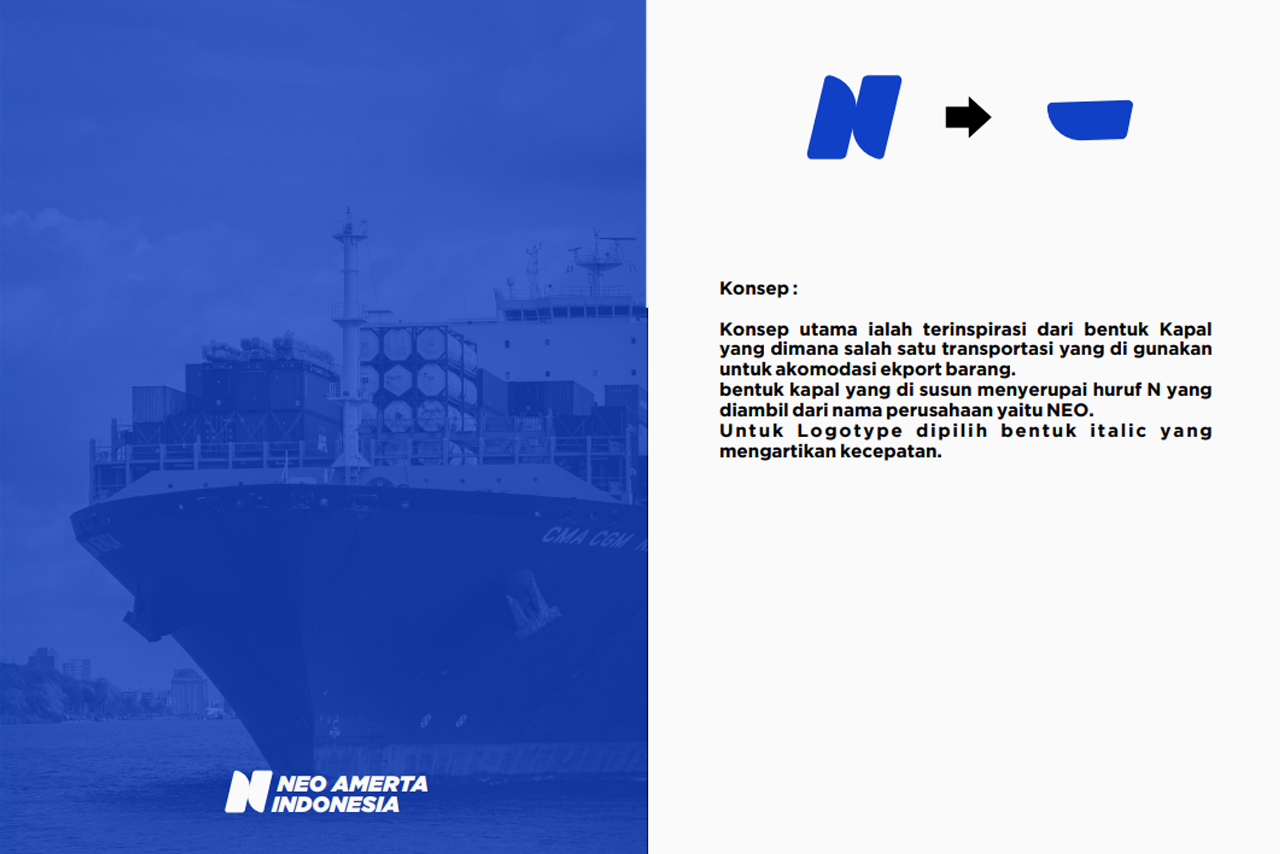 CMA CGM
NEO AMERTA
INDONESIA
Konsep :
Konsep utama ialah terinspirasi dari bentuk Kapal
yang dimana salah satu transportasi yang di gunakan
untuk akomodasi ekport barang.
bentuk kapal yang di susun menyerupai huruf N yang
diambil dari nama perusahaan yaitu NEO.
Untuk Logotype dipilih bentuk italic yang
mengartikan kecepatan.